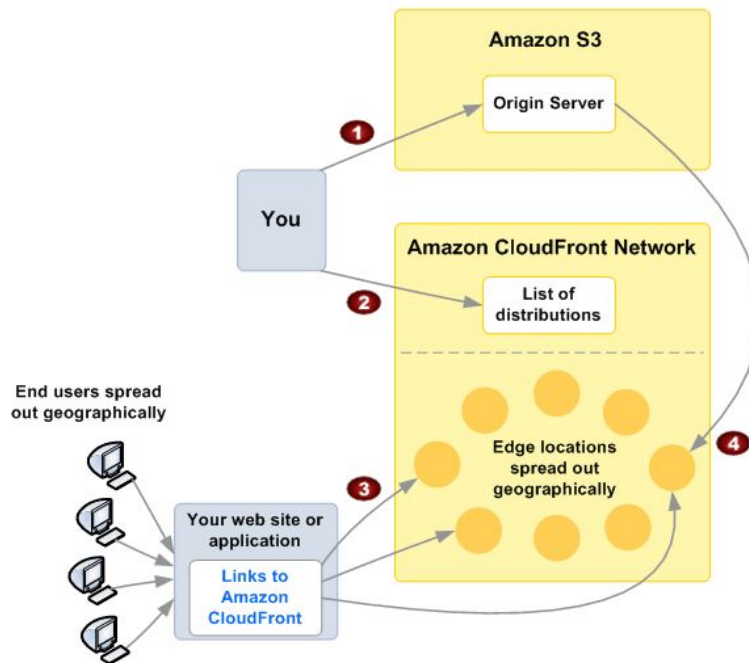 Amazon S3
Origin Server
1
You
Amazon CloudFront Network
2
List of
distributions
End users spread
out geographically
4
Edge locations
spread out
geographically
3
Your web site or
application
Links to
Amazon
CloudFront